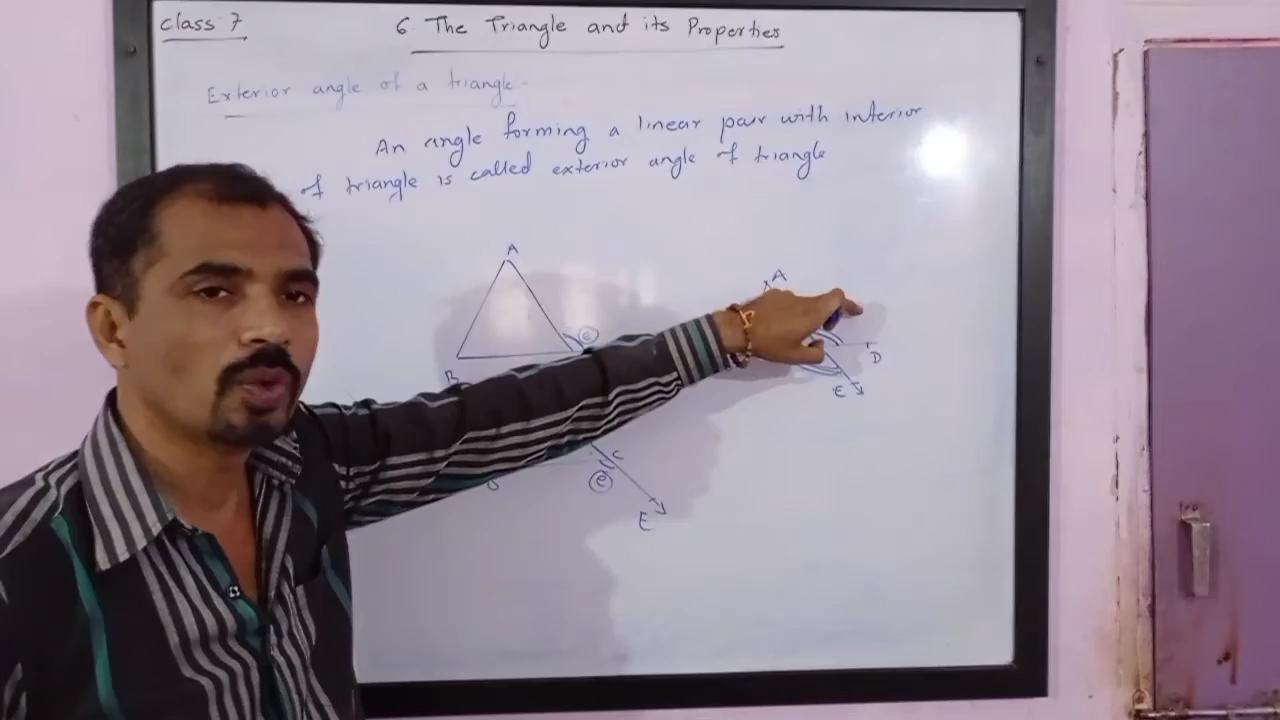 Class 7
6. The Triangle and its Properties
Exterior angle of a triangle
An angle forming a linear pair with interior
of triangle is called exterior angle of triangle
A
A
e
B
D
E
C
e
E